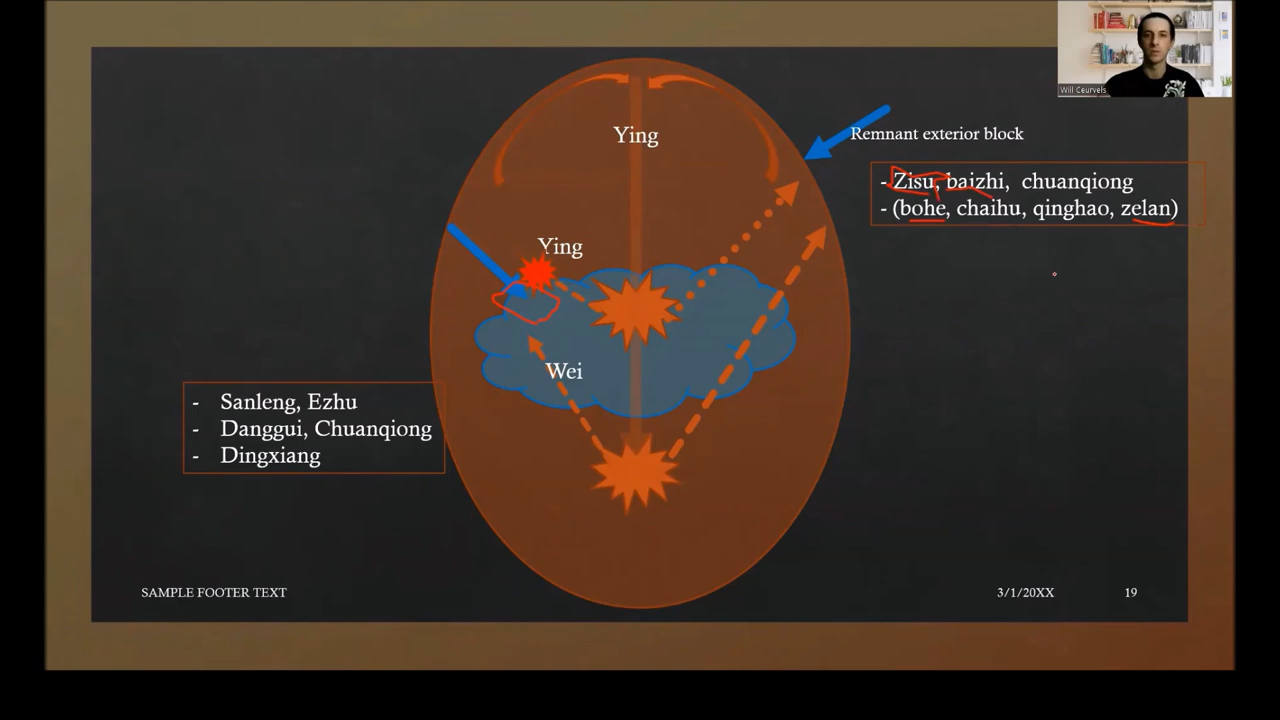 Will Ceurvels
Ying
Remnant exterior block
- Zisu, baizhi, chuanqiong
- (bohe, chaihu, qinghao, zelan)
Ying
Wei
- Sanleng, Ezhu
- Danggui, Chuanqiong
- Dingxiang
SAMPLE FOOTER TEXT
3/1/20XX
19